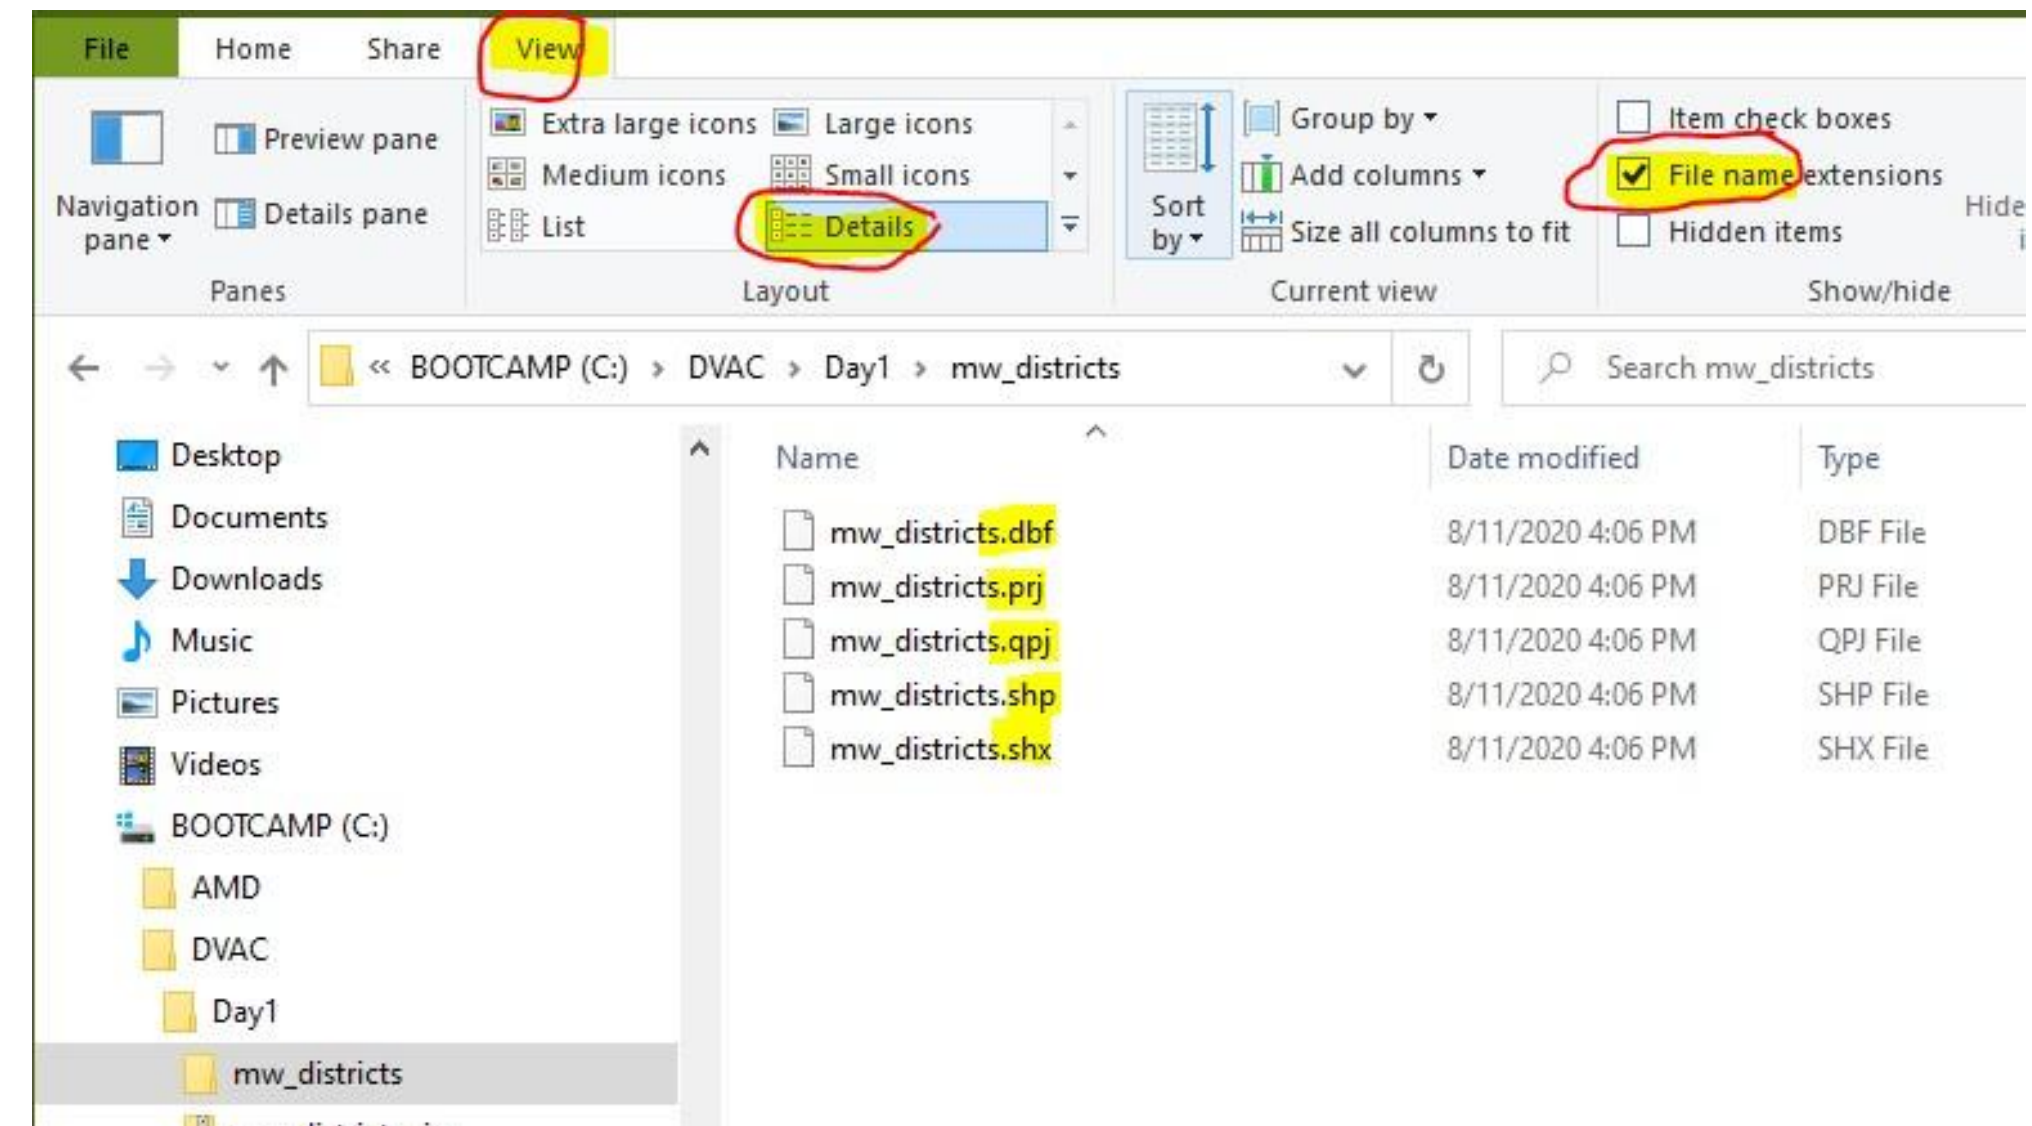 File Home Share View
Extra large icons Large icons Group by Item check boxes
Preview pane Medium icons Small icons Add columns File name extensions
Navigation pane Details pane List Details Sort by Size all columns to fit Hidden items Hide
Panes Layout Current view Show/hide
« BOOTCAMP (C:) > DVAC > Day1 > mw_districts Search mw_districts
Desktop
Documents
Downloads
Music
Pictures
Videos
BOOTCAMP (C:)
AMD
DVAC
Day1
mw_districts
Name Date modified Type
mw_districts.dbf 8/11/2020 4:06 PM DBF File
mw_districts.prj 8/11/2020 4:06 PM PRJ File
mw_districts.qpj 8/11/2020 4:06 PM QPJ File
mw_districts.shp 8/11/2020 4:06 PM SHP File
mw_districts.shx 8/11/2020 4:06 PM SHX File